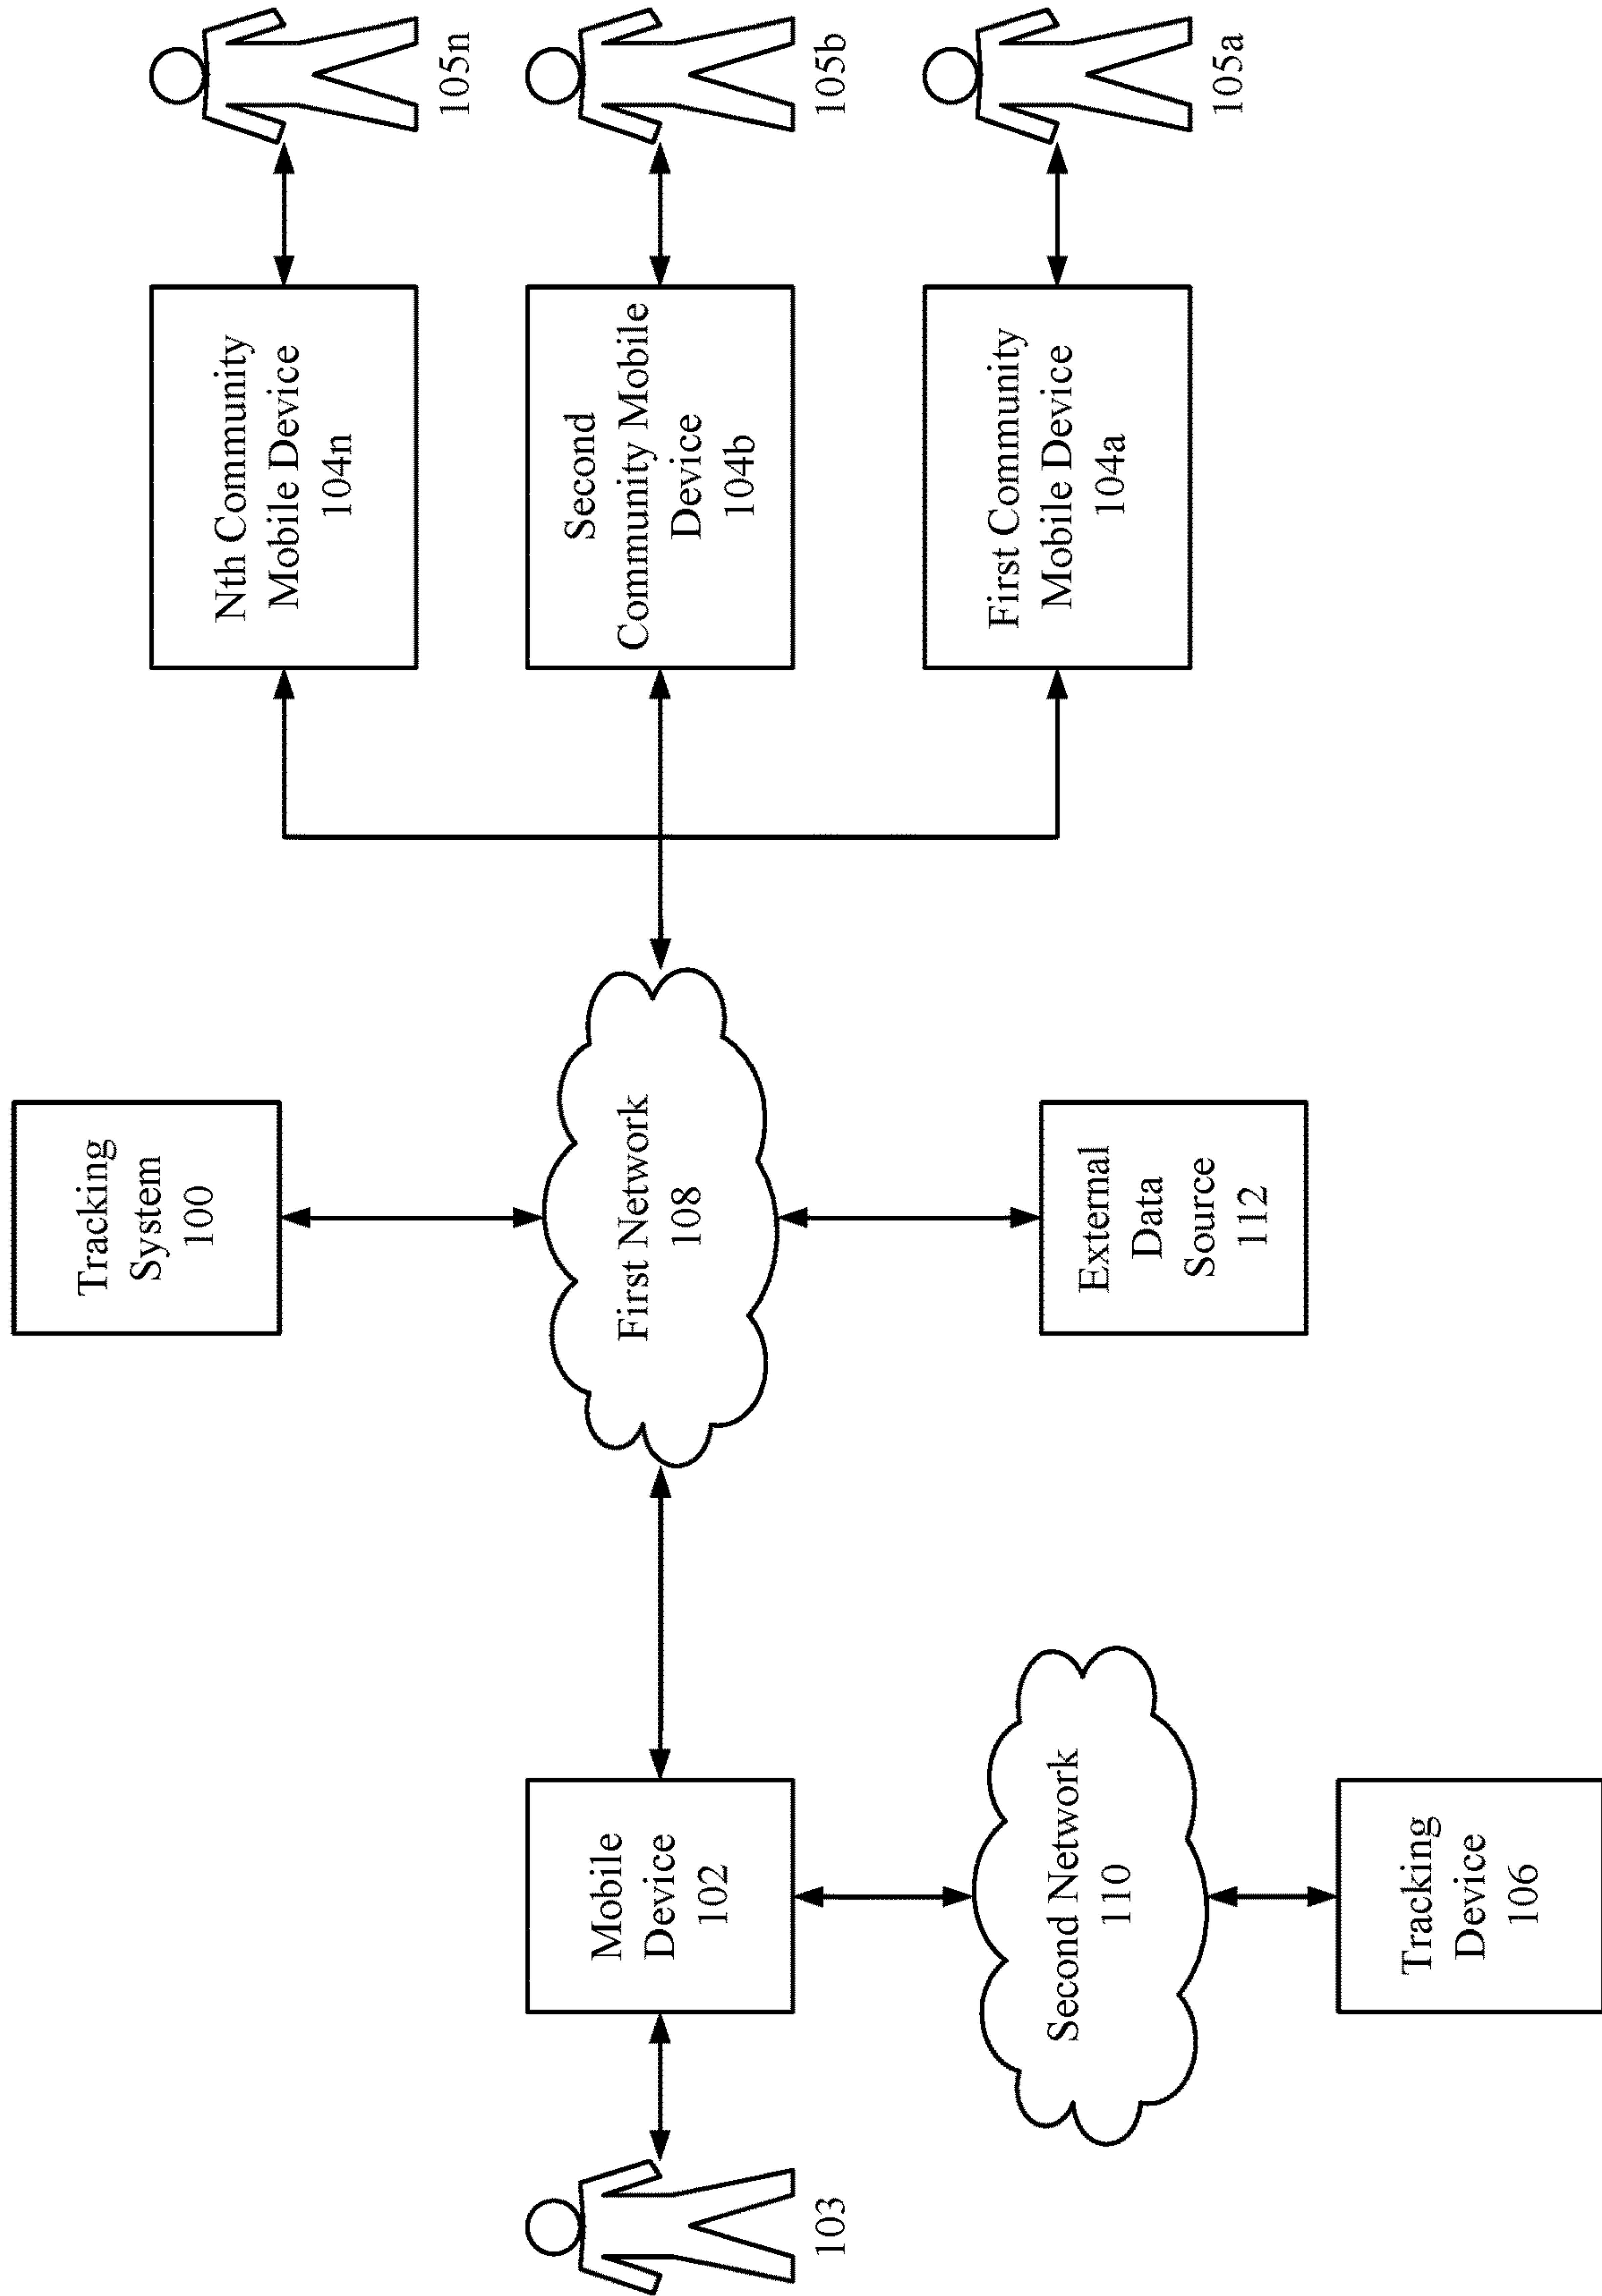 Tracking
System
100
Nth Community
Mobile Device
104n
105n
103
Mobile
Device
102
First Network
108
Second
Community Mobile
Device
104b
105b
Second Network
110
External
Data
Source
112
First Community
Mobile Device
104a
105a
Tracking
Device
106